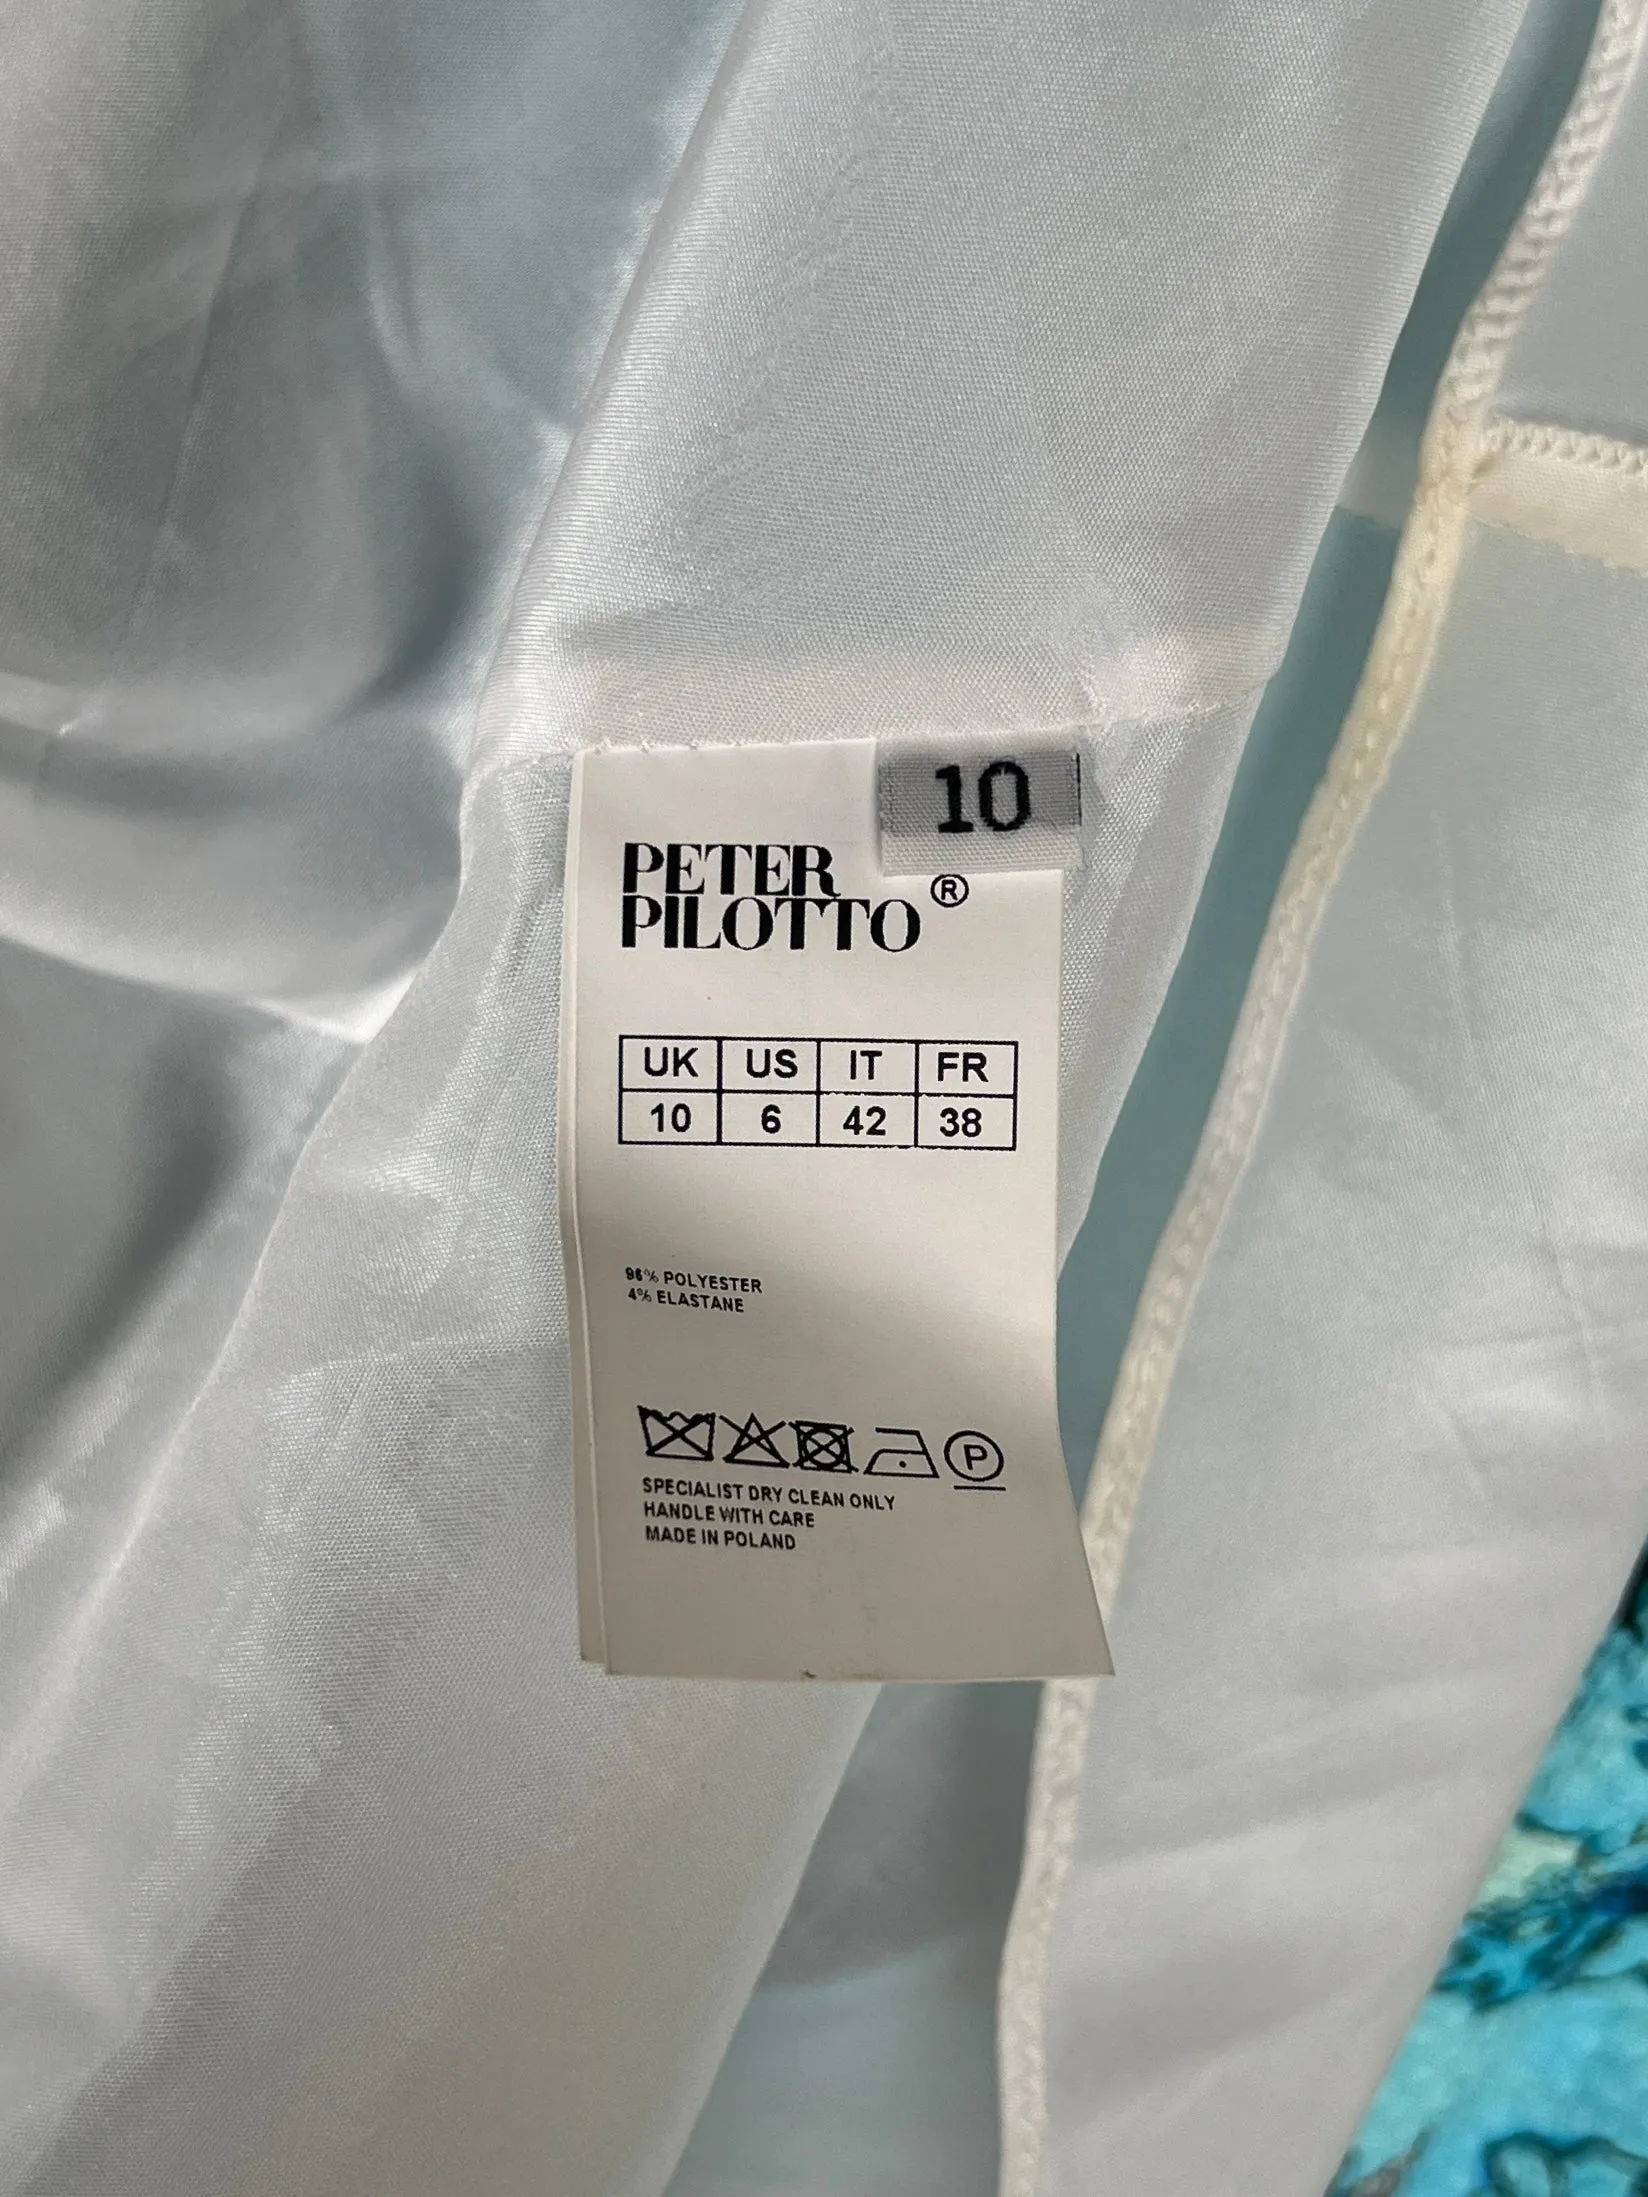 10
PETER
PILOTTO ®
UK US IT FR
10 6 42 38
96% POLYESTER
4% ELASTANE
P
SPECIALIST DRY CLEAN ONLY
HANDLE WITH CARE
MADE IN POLAND